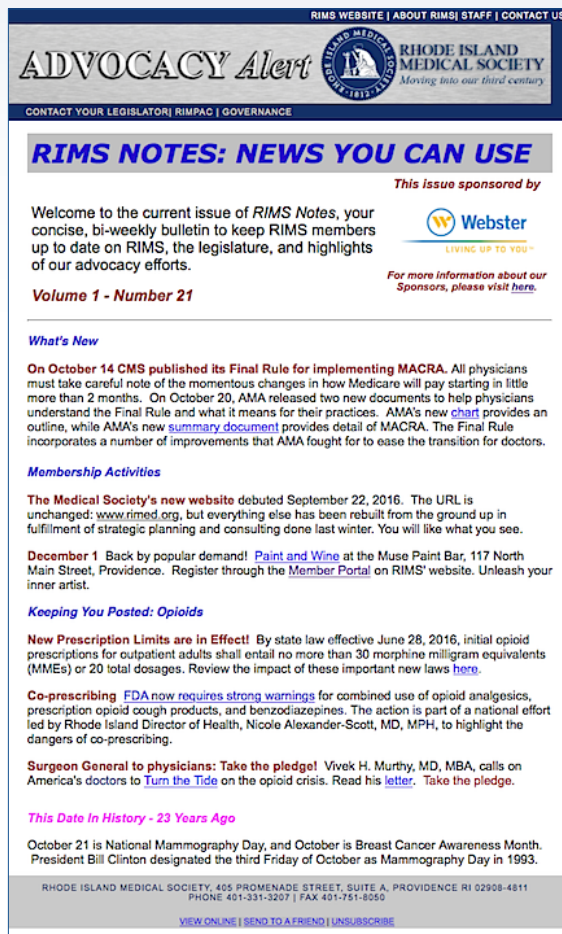 RIMS WEBSITE | ABOUT RIMS| STAFF | CONTACT US
ADVOCACY Alert
RHODE ISLAND MEDICAL SOCIETY
1812
RHODE ISLAND
MEDICAL SOCIETY
Moving into our third century
CONTACT YOUR LEGISLATOR| RIMPAC | GOVERNANCE
RIMS NOTES: NEWS YOU CAN USE
This issue sponsored by
Welcome to the current issue of RIMS Notes, your
concise, bi-weekly bulletin to keep RIMS members
up to date on RIMS, the legislature, and highlights
of our advocacy efforts.
Webster
LIVING UP TO YOU
For more information about our
Sponsors, please visit here.
Volume 1 - Number 21
What's New
On October 14 CMS published its Final Rule for implementing MACRA. All physicians
must take careful note of the momentous changes in how Medicare will pay starting in little
more than 2 months.  On October 20, AMA released two new documents to help physicians
understand the Final Rule and what it means for their practices.  AMA's new chart provides an
outline, while AMA's new summary document provides detail of MACRA. The Final Rule
incorporates a number of improvements that AMA fought for to ease the transition for doctors.
Membership Activities
The Medical Society's new website debuted September 22, 2016.  The URL is
unchanged: www.rimed.org, but everything else has been rebuilt from the ground up in
fulfillment of strategic planning and consulting done last winter. You will like what you see.
December 1  Back by popular demand!  Paint and Wine at the Muse Paint Bar, 117 North
Main Street, Providence.  Register through the Member Portal on RIMS' website. Unleash your
inner artist.
Keeping You Posted: Opioids
New Prescription Limits are in Effect!  By state law effective June 28, 2016, initial opioid
prescriptions for outpatient adults shall entail no more than 30 morphine milligram equivalents
(MMEs) or 20 total dosages. Review the impact of these important new laws here.
Co-prescribing  FDA now requires strong warnings for combined use of opioid analgesics,
prescription opioid cough products, and benzodiazepines. The action is part of a national effort
led by Rhode Island Director of Health, Nicole Alexander-Scott, MD, MPH, to highlight the
dangers of co-prescribing.
Surgeon General to physicians: Take the pledge!  Vivek H. Murthy, MD, MBA, calls on
America's doctors to Turn the Tide on the opioid crisis. Read his letter.  Take the pledge.
This Date In History - 23 Years Ago
October 21 is National Mammography Day, and October is Breast Cancer Awareness Month.
President Bill Clinton designated the third Friday of October as Mammography Day in 1993.
RHODE ISLAND MEDICAL SOCIETY, 405 PROMENADE STREET, SUITE A, PROVIDENCE RI 02908-4811
PHONE 401-331-3207 | FAX 401-751-8050
VIEW ONLINE | SEND TO A FRIEND | UNSUBSCRIBE